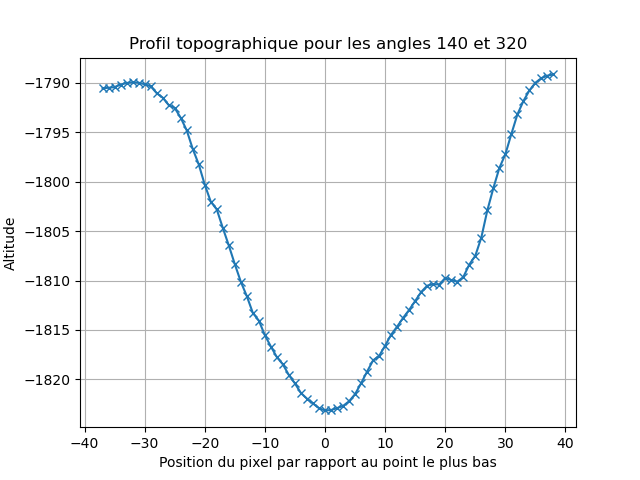 Profil topographique pour les angles 140 et 320
−1790
−1795
−1800
−1805
−1810
−1815
−1820
Altitude
−40 −30 −20 −10 0 10 20 30 40
Position du pixel par rapport au point le plus bas